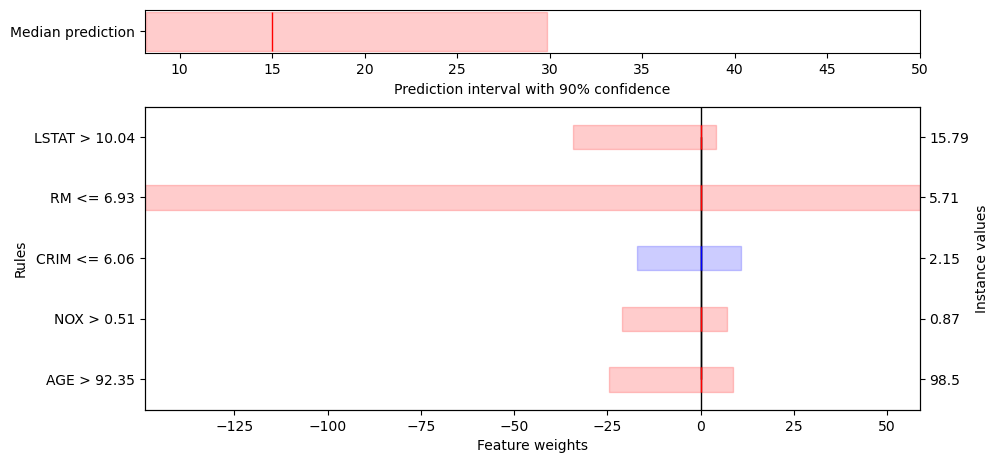 Median prediction
10 15 20 25 30 35 40 45 50
Prediction interval with 90% confidence
LSTAT > 10.04 15.79
RM <= 6.93 5.71
CRIM <= 6.06 2.15
NOX > 0.51 0.87
AGE > 92.35 98.5
Rules
Instance values
−125 −100 −75 −50 −25 0 25 50
Feature weights